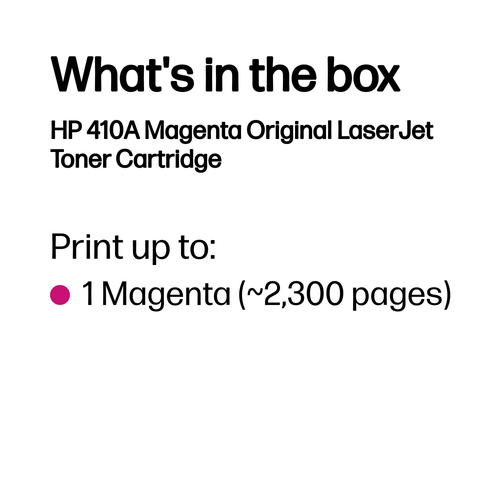 What's in the box
HP 410A Magenta Original LaserJet
Toner Cartridge
Print up to:
1 Magenta (~2,300 pages)